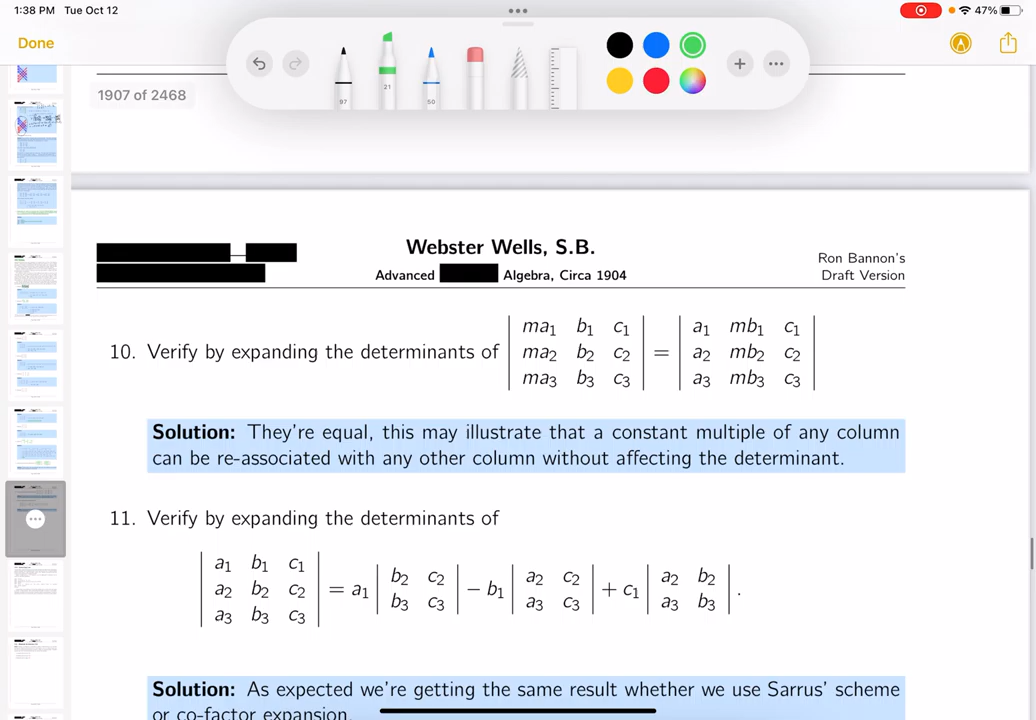 1:38 PM Tue Oct 12
47%
Done
97
21
50
1907 of 2468
Webster Wells, S.B.
Advanced Algebra, Circa 1904
Ron Bannon's
Draft Version
10. Verify by expanding the determinants of | ma1 b1 c1 | = | a1 mb1 c1 |
| ma2 b2 c2 | | a2 mb2 c2 |
| ma3 b3 c3 | | a3 mb3 c3 |
Solution: They're equal, this may illustrate that a constant multiple of any column
can be re-associated with any other column without affecting the determinant.
11. Verify by expanding the determinants of
| a1 b1 c1 |
| a2 b2 c2 | = a1 | b2 c2 | − b1 | a2 c2 | + c1 | a2 b2 | .
| a3 b3 c3 | | b3 c3 | | a3 c3 | | a3 b3 |
Solution: As expected we're getting the same result whether we use Sarrus' scheme
or co-factor expansion.